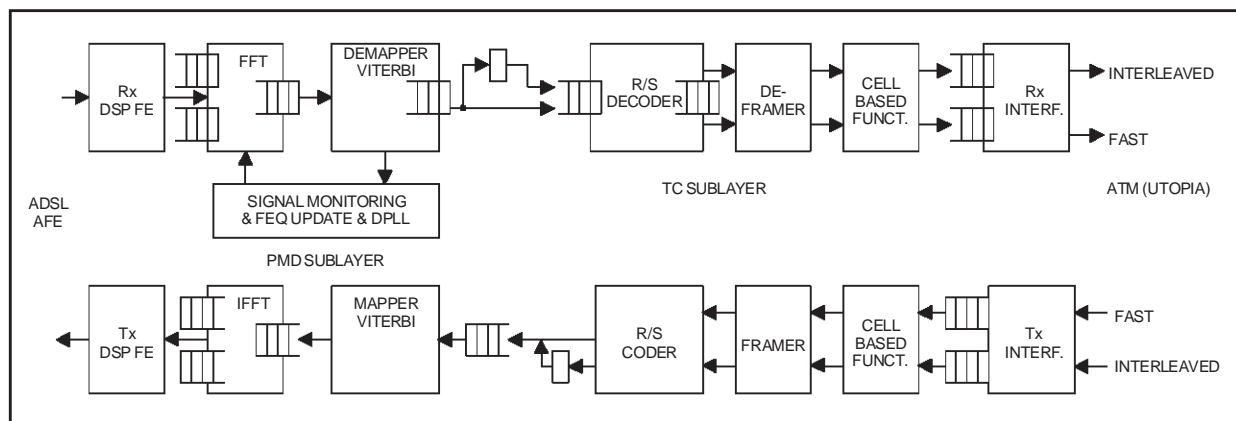 Rx
DSP FE
FFT
DEMAPPER
VITERBI
R/S
DECODER
DE-
FRAMER
CELL
BASED
FUNCT.
Rx
INTERF.
INTERLEAVED
FAST
SIGNAL MONITORING
& FEQ UPDATE & DPLL
ADSL
AFE
TC SUBLAYER
ATM (UTOPIA)
PMD SUBLAYER
Tx
DSP FE
IFFT
MAPPER
VITERBI
R/S
CODER
FRAMER
CELL
BASED
FUNCT.
Tx
INTERF.
FAST
INTERLEAVED